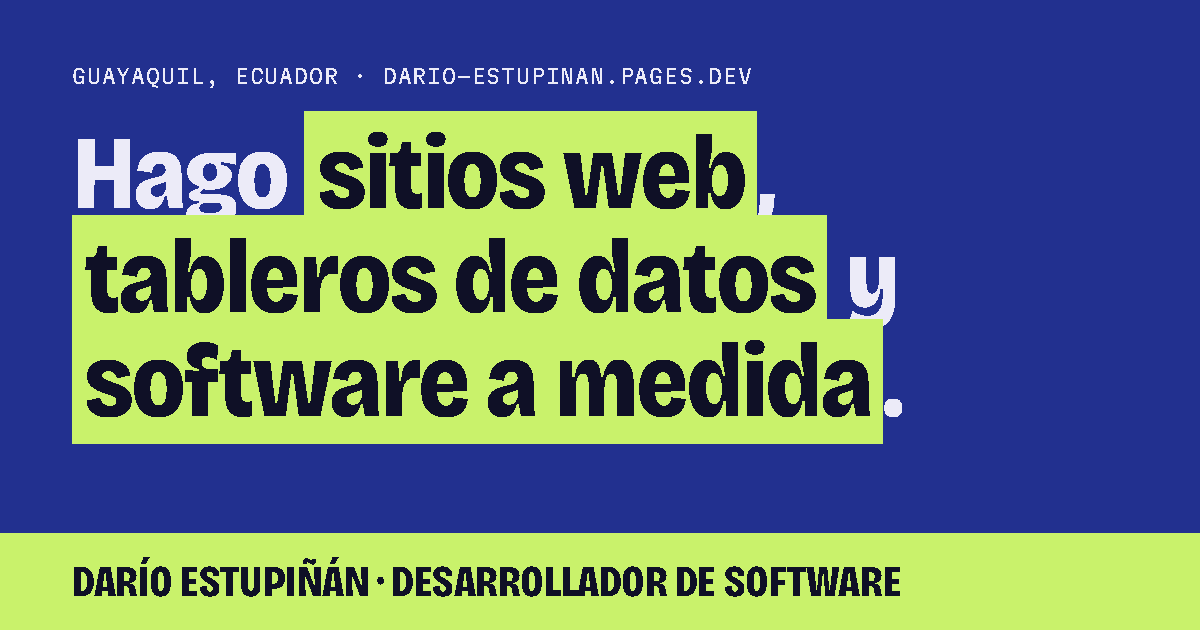 GUAYAQUIL, ECUADOR · DARIO-ESTUPINAN.PAGES.DEV
Hago sitios web,
tableros de datos y
software a medida.
DARÍO ESTUPIÑÁN · DESARROLLADOR DE SOFTWARE